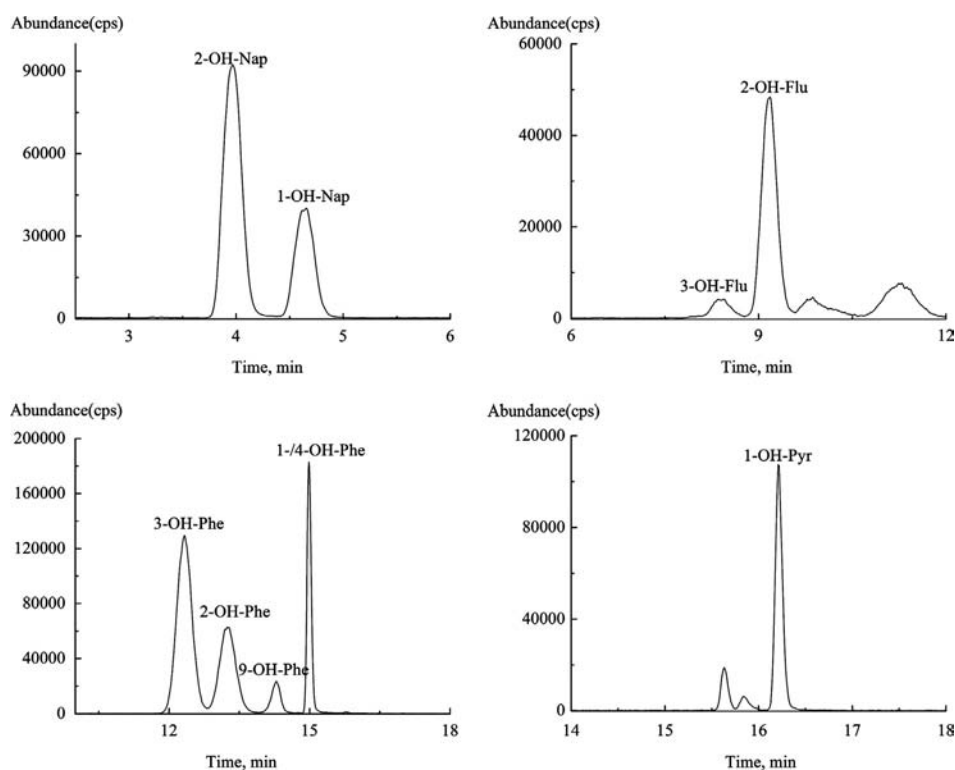 Abundance(cps)
2-OH-Nap
1-OH-Nap
90000
60000
30000
0
3
4
5
6
Time, min
Abundance(cps)
60000
2-OH-Flu
40000
20000
3-OH-Flu
0
6
9
12
Time, min
Abundance(cps)
200000
1-/4-OH-Phe
160000
3-OH-Phe
120000
80000
2-OH-Phe
40000
9-OH-Phe
0
12
15
18
Time, min
Abundance(cps)
120000
1-OH-Pyr
80000
40000
0
14
15
16
17
18
Time, min